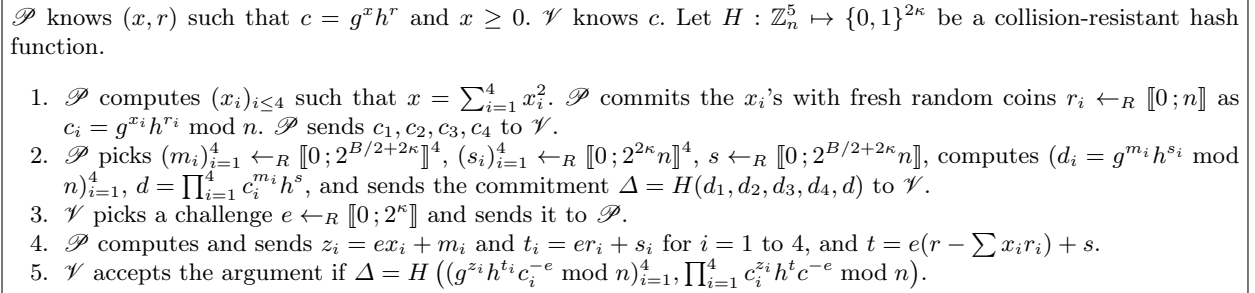 𝒫 knows (x, r) such that c = g^x h^r and x ≥ 0. 𝒱 knows c. Let H : ℤ_n^5 ↦ {0, 1}^{2κ} be a collision-resistant hash
function.
1. 𝒫 computes (x_i)_{i≤4} such that x = ∑_{i=1}^4 x_i^2. 𝒫 commits the x_i's with fresh random coins r_i ←_R ⟦0 ; n⟧ as
c_i = g^{x_i} h^{r_i} mod n. 𝒫 sends c_1, c_2, c_3, c_4 to 𝒱.
2. 𝒫 picks (m_i)_{i=1}^4 ←_R ⟦0 ; 2^{B/2+2κ}⟧^4, (s_i)_{i=1}^4 ←_R ⟦0 ; 2^{2κ}n⟧^4, s ←_R ⟦0 ; 2^{B/2+2κ}n⟧, computes (d_i = g^{m_i} h^{s_i} mod
n)_{i=1}^4, d = ∏_{i=1}^4 c_i^{m_i} h^s, and sends the commitment Δ = H(d_1, d_2, d_3, d_4, d) to 𝒱.
3. 𝒱 picks a challenge e ←_R ⟦0 ; 2^κ⟧ and sends it to 𝒫.
4. 𝒫 computes and sends z_i = ex_i + m_i and t_i = er_i + s_i for i = 1 to 4, and t = e(r − ∑ x_i r_i) + s.
5. 𝒱 accepts the argument if Δ = H ((g^{z_i} h^{t_i} c_i^{−e} mod n)_{i=1}^4, ∏_{i=1}^4 c_i^{z_i} h^t c^{−e} mod n).